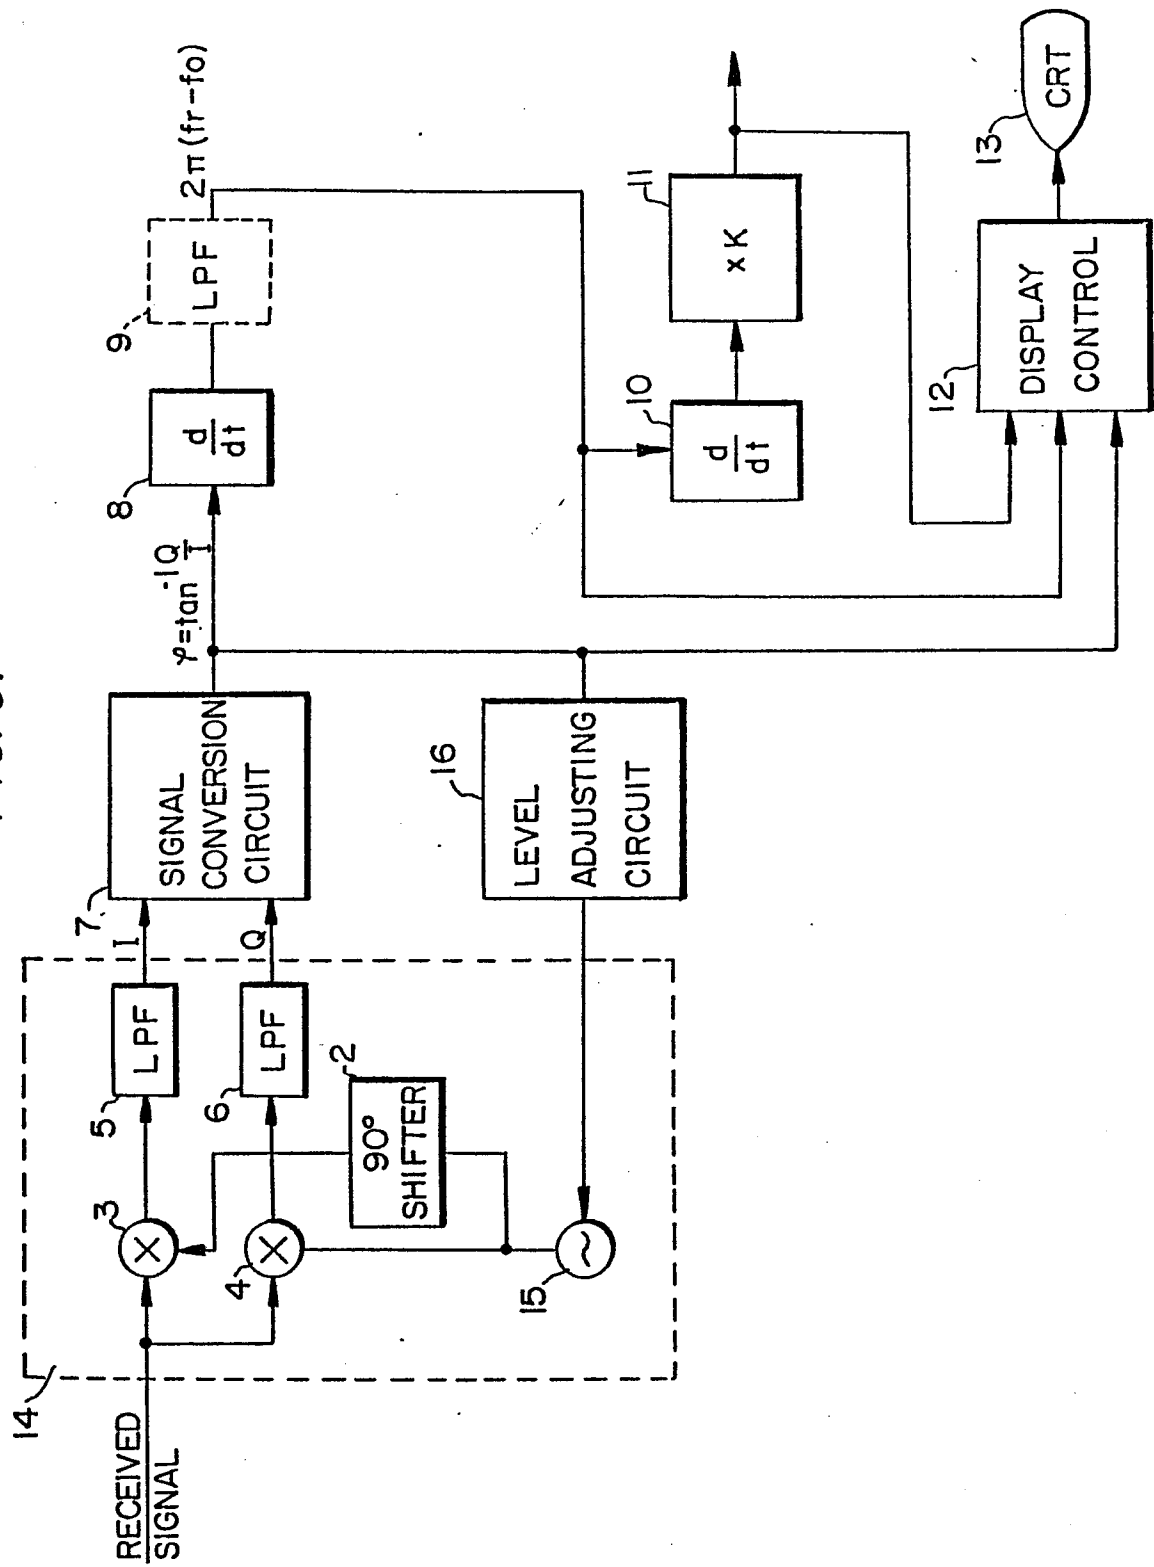 14
RECEIVED
SIGNAL
3
4
15
5
LPF
6
LPF
2
90°
SHIFTER
I
Q
7
SIGNAL
CONVERSION
CIRCUIT
16
LEVEL
ADJUSTING
CIRCUIT
φ=tan⁻¹Q/I
8
d
dt
9
LPF
2π(fr-fo)
10
d
dt
11
xK
12
DISPLAY
CONTROL
13
CRT